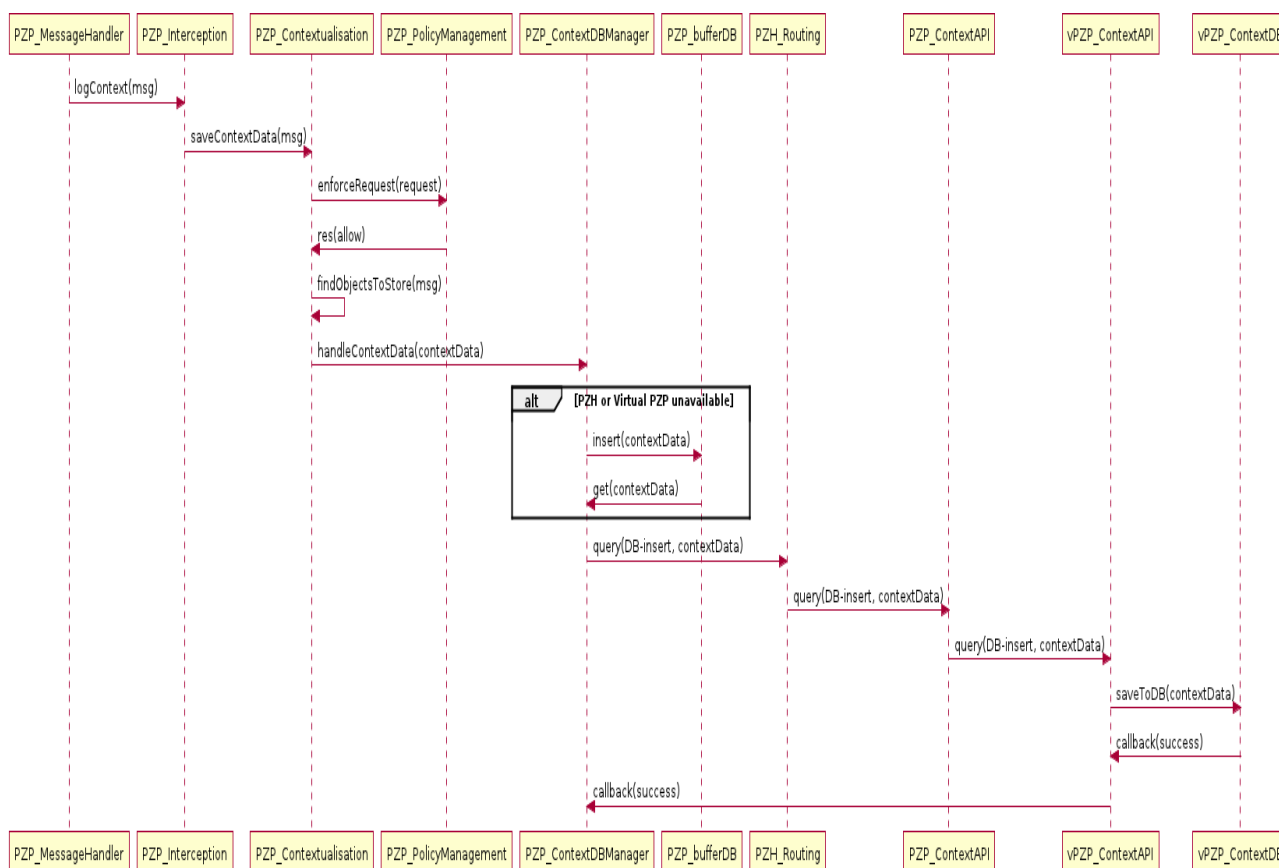 PZP_MessageHandler
PZP_Interception
PZP_Contextualisation
PZP_PolicyManagement
PZP_ContextDBManager
PZP_bufferDB
PZH_Routing
PZP_ContextAPI
vPZP_ContextAPI
vPZP_ContextDB
logContext(msg)
saveContextData(msg)
enforceRequest(request)
res(allow)
findObjectsToStore(msg)
handleContextData(contextData)
alt
[PZH or Virtual PZP unavailable]
insert(contextData)
get(contextData)
query(DB-insert, contextData)
query(DB-insert, contextData)
query(DB-insert, contextData)
saveToDB(contextData)
callback(success)
callback(success)
PZP_MessageHandler
PZP_Interception
PZP_Contextualisation
PZP_PolicyManagement
PZP_ContextDBManager
PZP_bufferDB
PZH_Routing
PZP_ContextAPI
vPZP_ContextAPI
vPZP_ContextDB